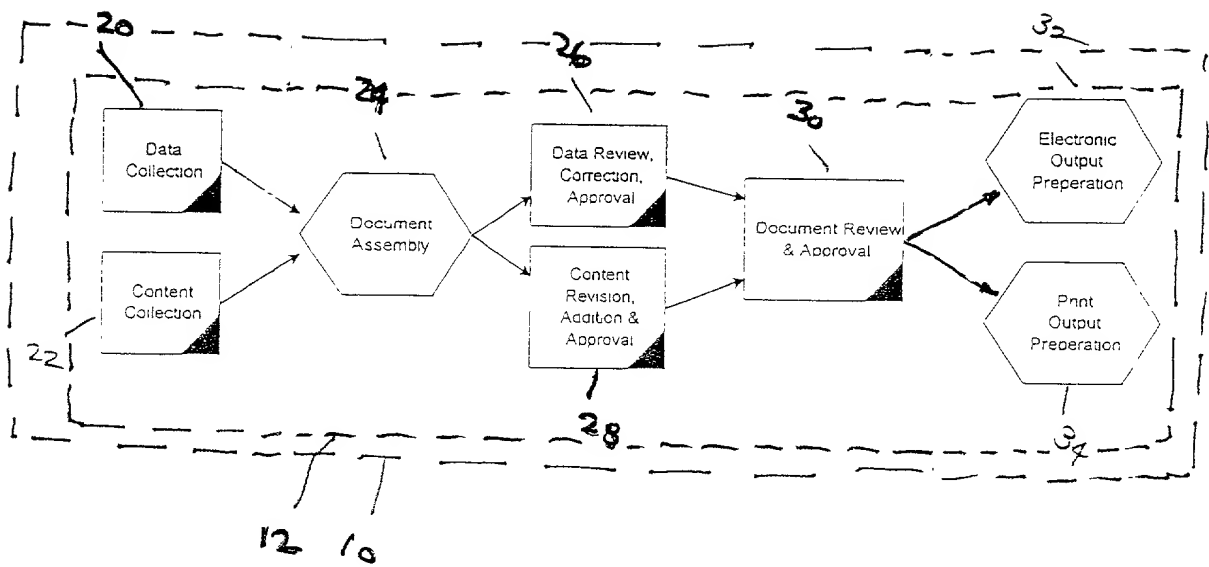 20
26
32
24
30
Data
Collection
Data Review,
Correction,
Approval
Electronic
Output
Preperation
Document
Assembly
Document Review
& Approval
Content
Collection
Content
Revision,
Addition &
Approval
Print
Output
Preperation
22
28
34
12 10